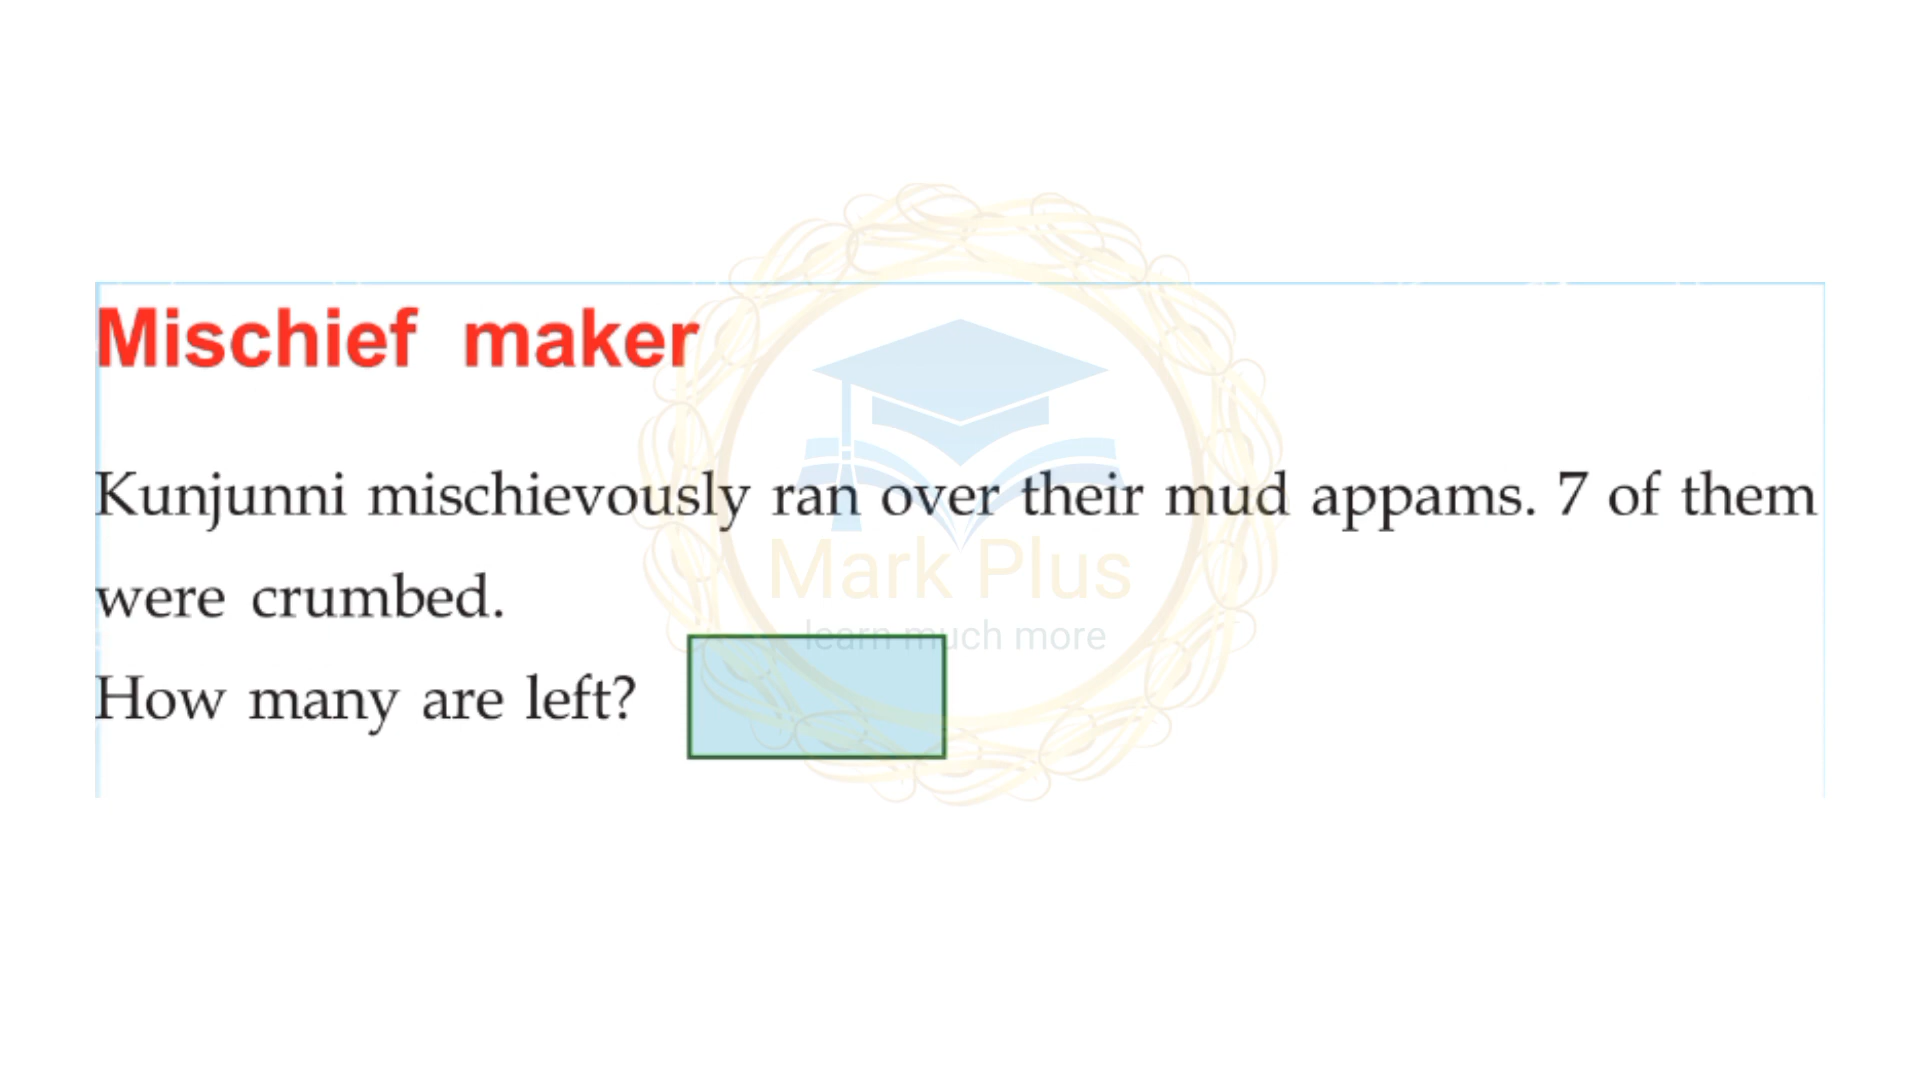 Mischief maker
Kunjunni mischievously ran over their mud appams. 7 of them
were crumbed.
Mark Plus
learn much more
How many are left?